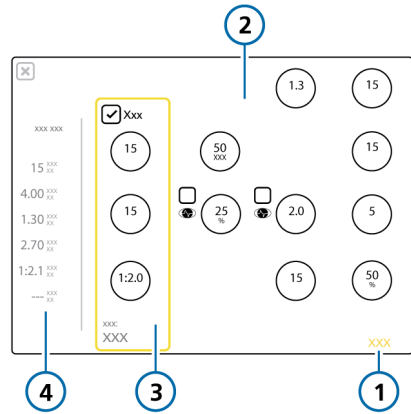 2
1.3
15
xxx xxx
Xxx
15
50
xxx
15
15 xxx
xx
4.00 xxx
xx
1.30 xxx
xx
15
25
%
2.0
5
2.70 xxx
xx
1:2.1 xxx
xx
1:2.0
15
50
%
--- xxx
xx
xxx:
XXX
XXX
4
3
1